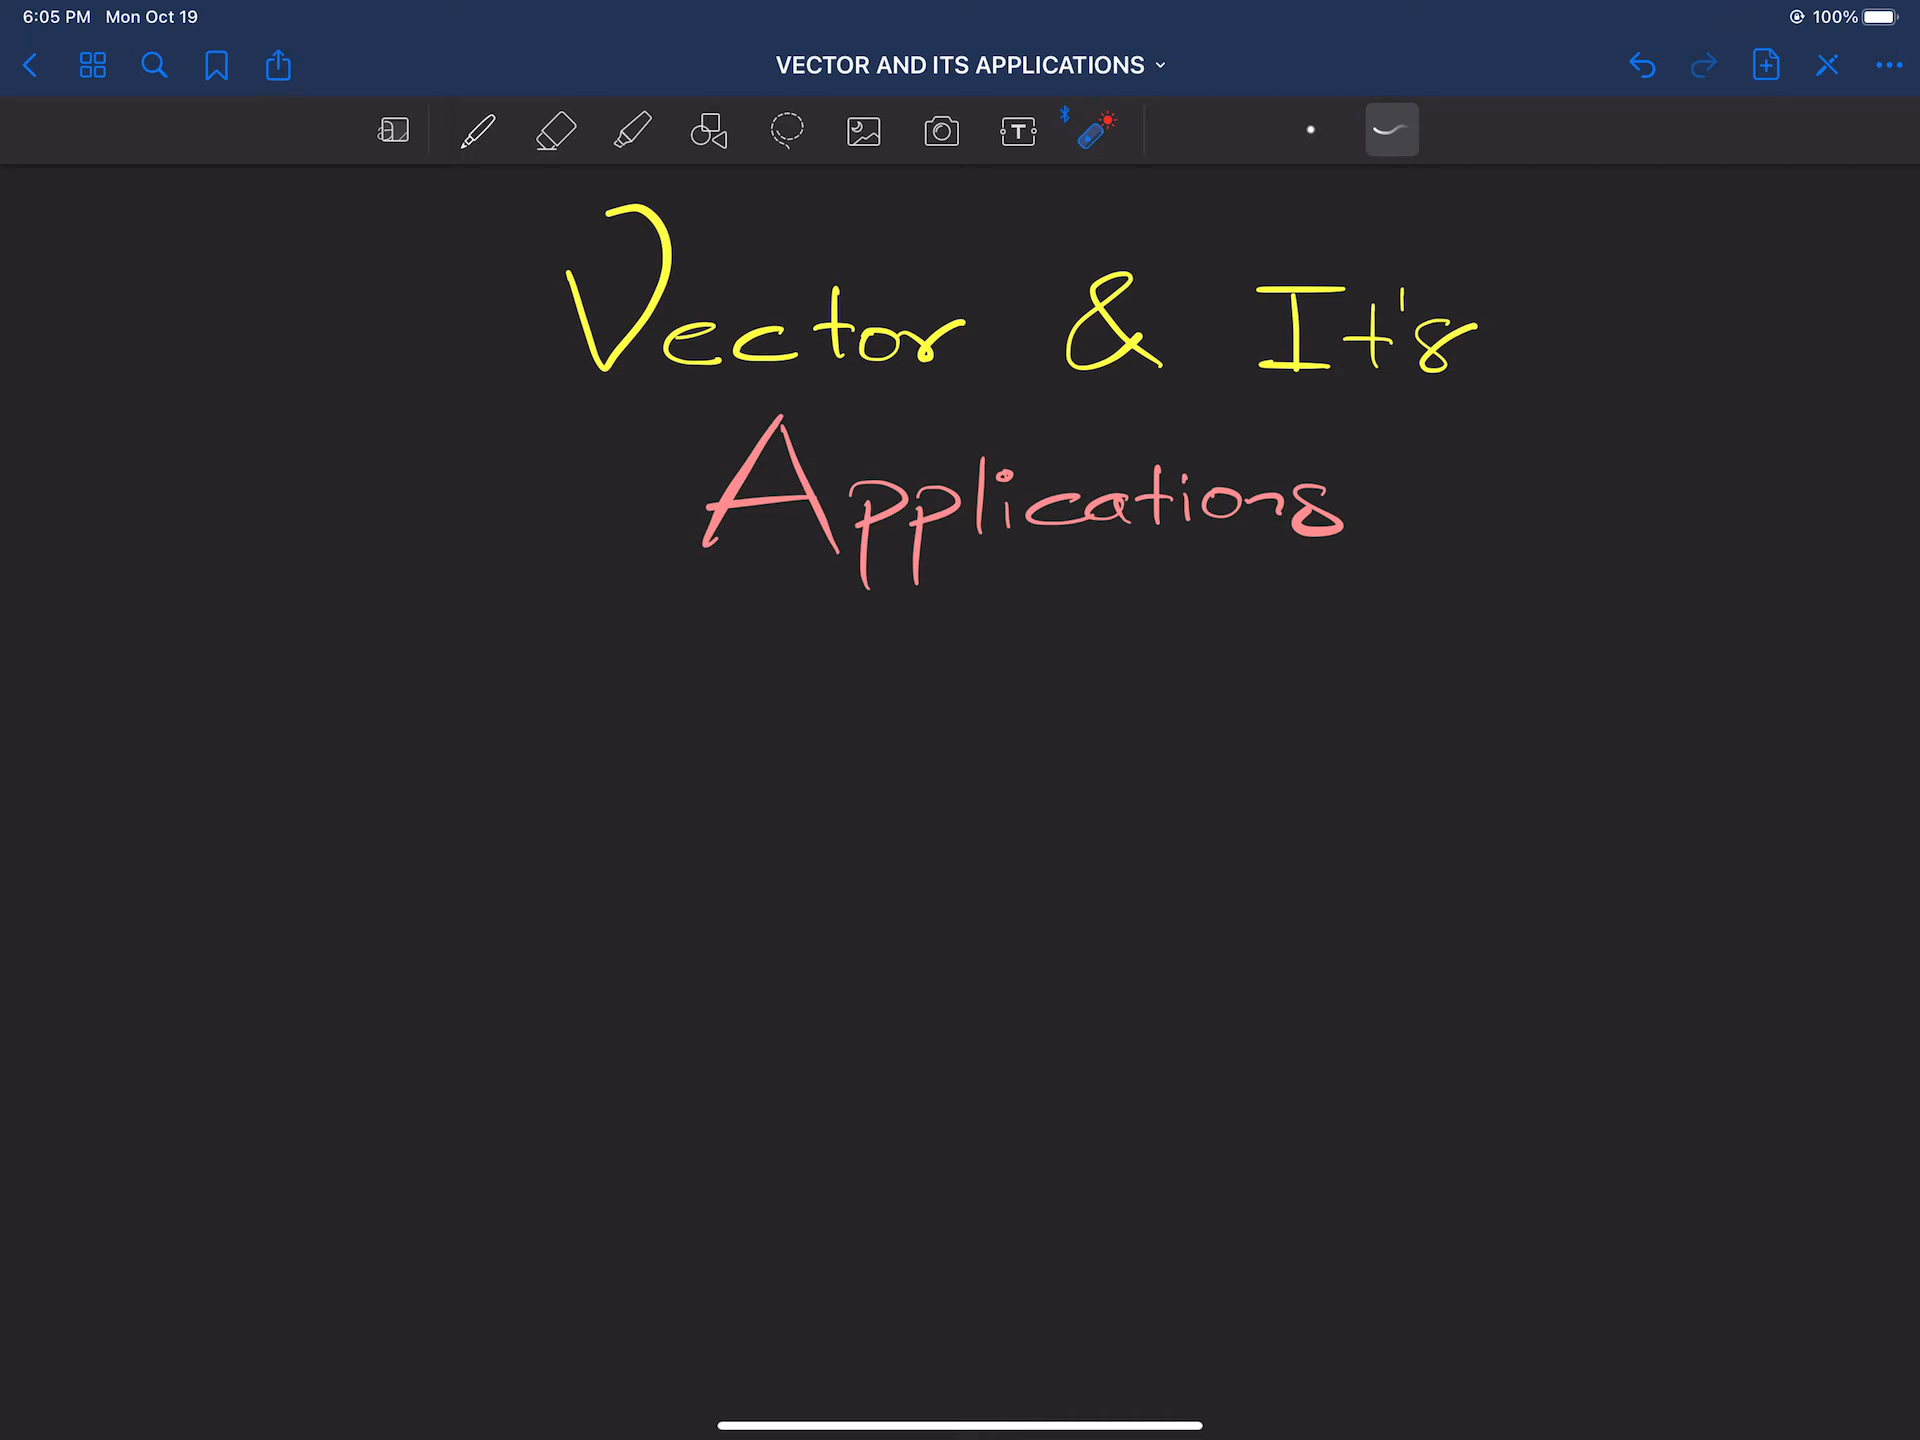 6:05 PM Mon Oct 19 100%
VECTOR AND ITS APPLICATIONS
T
Vector & It's
Applications